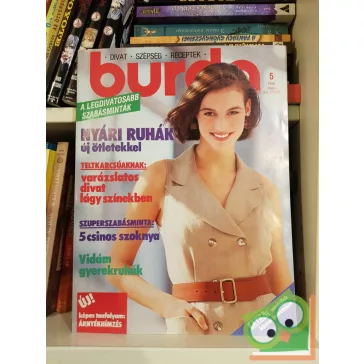 DIVAT - SZÉPSÉG - RECEPTEK
burda
5
A LEGDIVATOSABB
SZABÁSMINTÁK
NYÁRI RUHÁK
új ötletekkel
TELTKARCSÚAKNAK:
varázslatos
divat
lágy színekben
SZUPERSZABÁSMINTA:
5 csinos szoknya
Vidám
gyerekruhák
ÚJ!
képes tanfolyam:
ÁRNYÉKHÍMZÉS